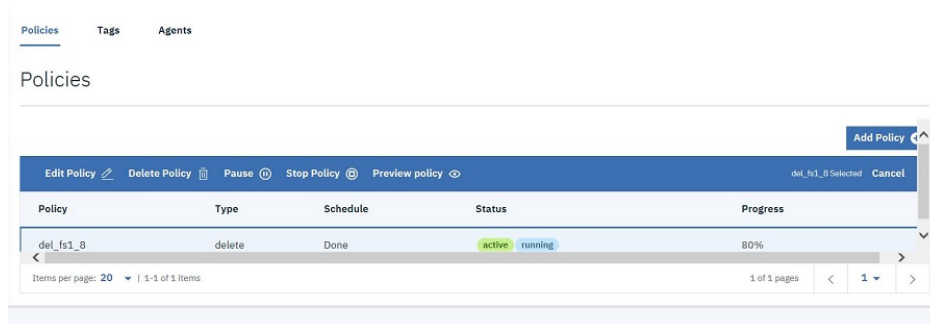 Policies Tags Agents
Policies
Add Policy
Edit Policy Delete Policy Pause Stop Policy Preview policy del_fs1_8 Selected Cancel
Policy Type Schedule Status Progress
del_fs1_8 delete Done active running 80%
Items per page: 20 | 1-1 of 1 items 1 of 1 pages 1